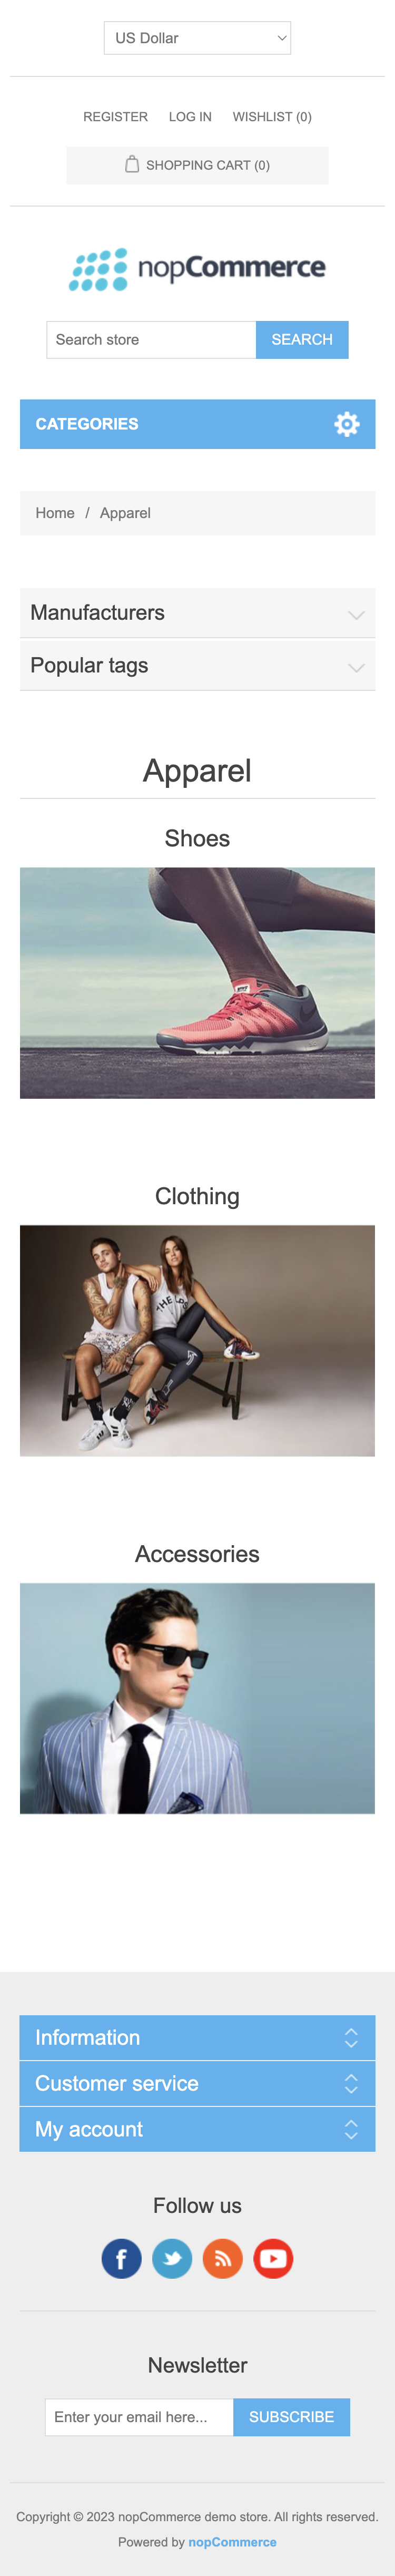 US Dollar
REGISTER LOG IN WISHLIST (0)
SHOPPING CART (0)
nopCommerce
Search store SEARCH
CATEGORIES
Home / Apparel
Manufacturers
Popular tags
Apparel
Shoes
Clothing
Accessories
Information
Customer service
My account
Follow us
Newsletter
Enter your email here... SUBSCRIBE
Copyright © 2023 nopCommerce demo store. All rights reserved.
Powered by nopCommerce